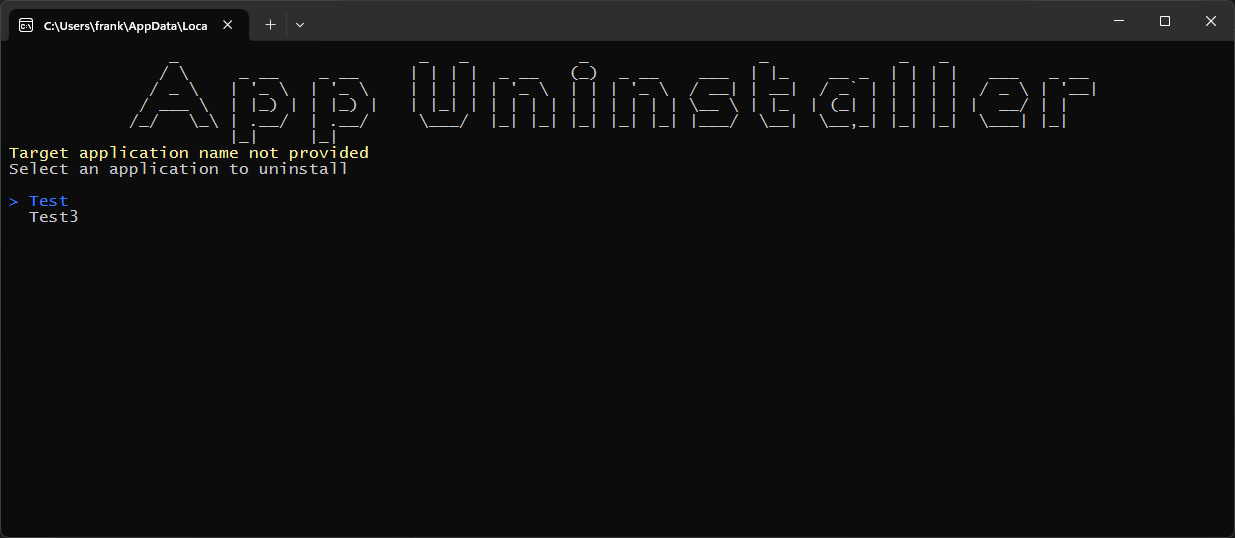 C:\Users\frank\AppData\Loca
App Uninstaller
Target application name not provided
Select an application to uninstall
> Test
Test3